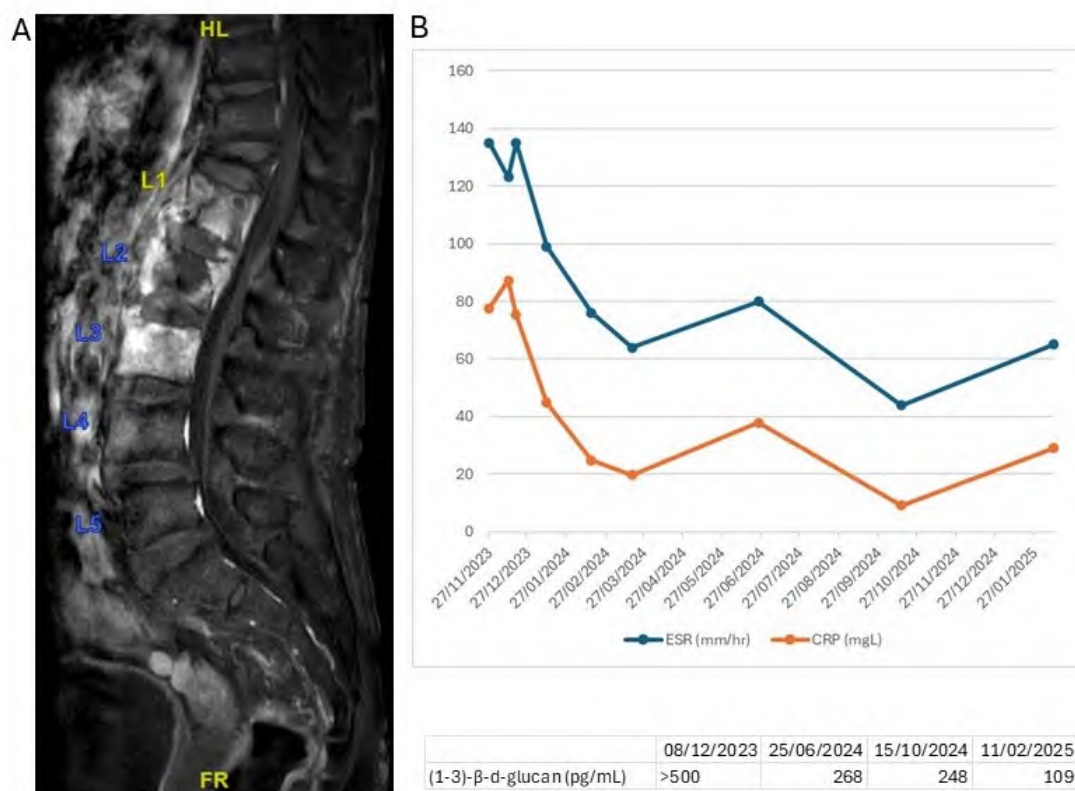 A
HL
L1
L2
L3
L4
L5
FR
B
160
140
120
100
80
60
40
20
0
27/11/2023
27/12/2023
27/01/2024
27/02/2024
27/03/2024
27/04/2024
27/05/2024
27/06/2024
27/07/2024
27/08/2024
27/09/2024
27/10/2024
27/11/2024
27/12/2024
27/01/2025
ESR (mm/hr) CRP (mgL)
08/12/2023 25/06/2024 15/10/2024 11/02/2025
(1-3)-β-d-glucan (pg/mL) >500 268 248 109